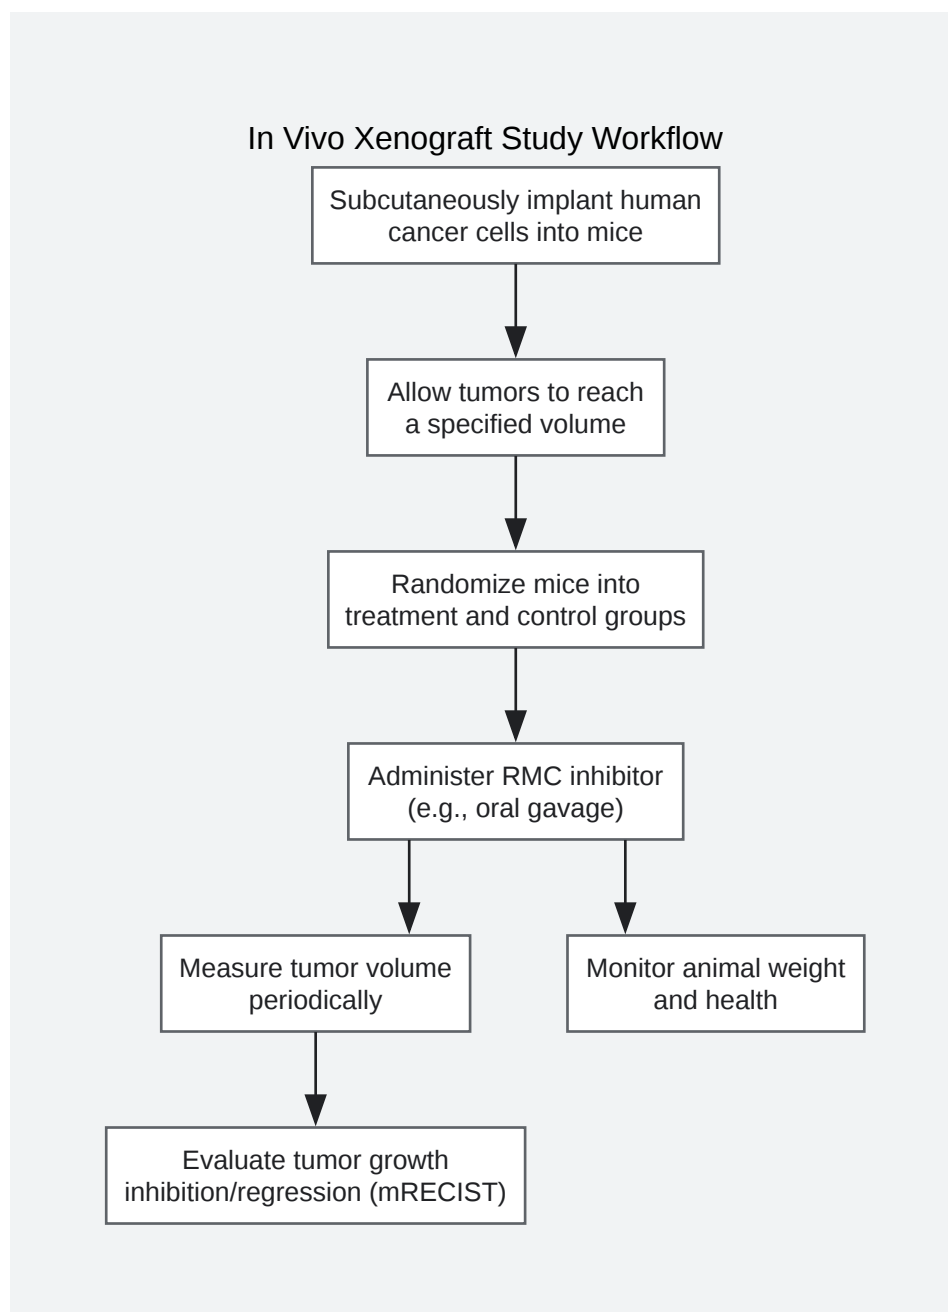 In Vivo Xenograft Study Workflow
Subcutaneously implant human
cancer cells into mice
Allow tumors to reach
a specified volume
Randomize mice into
treatment and control groups
Administer RMC inhibitor
(e.g., oral gavage)
Measure tumor volume
periodically
Monitor animal weight
and health
Evaluate tumor growth
inhibition/regression (mRECIST)